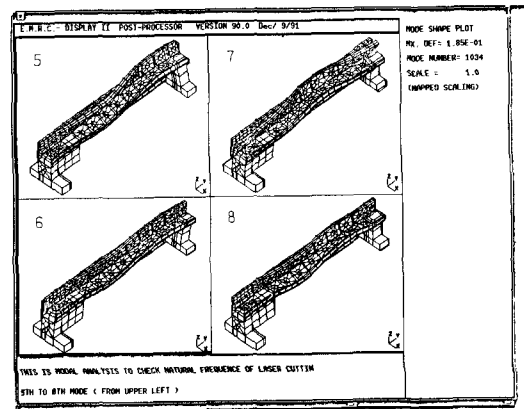 E.M.R.C.- DISPLAY II POST-PROCESSOR VERSION 90.0 Dec/ 9/91
5
7
MODE SHAPE PLOT
MX. DEF= 1.85E-01
MODE NUMBER= 1034
SCALE = 1.0
(MAPPED SCALING)
Z Y
X
Z Y
X
6
8
Z Y
X
Z Y
X
THIS IS MODAL ANALYSIS TO CHECK NATURAL FREQUENCE OF LASER CUTTIN
5TH TO 8TH MODE ( FROM UPPER LEFT )